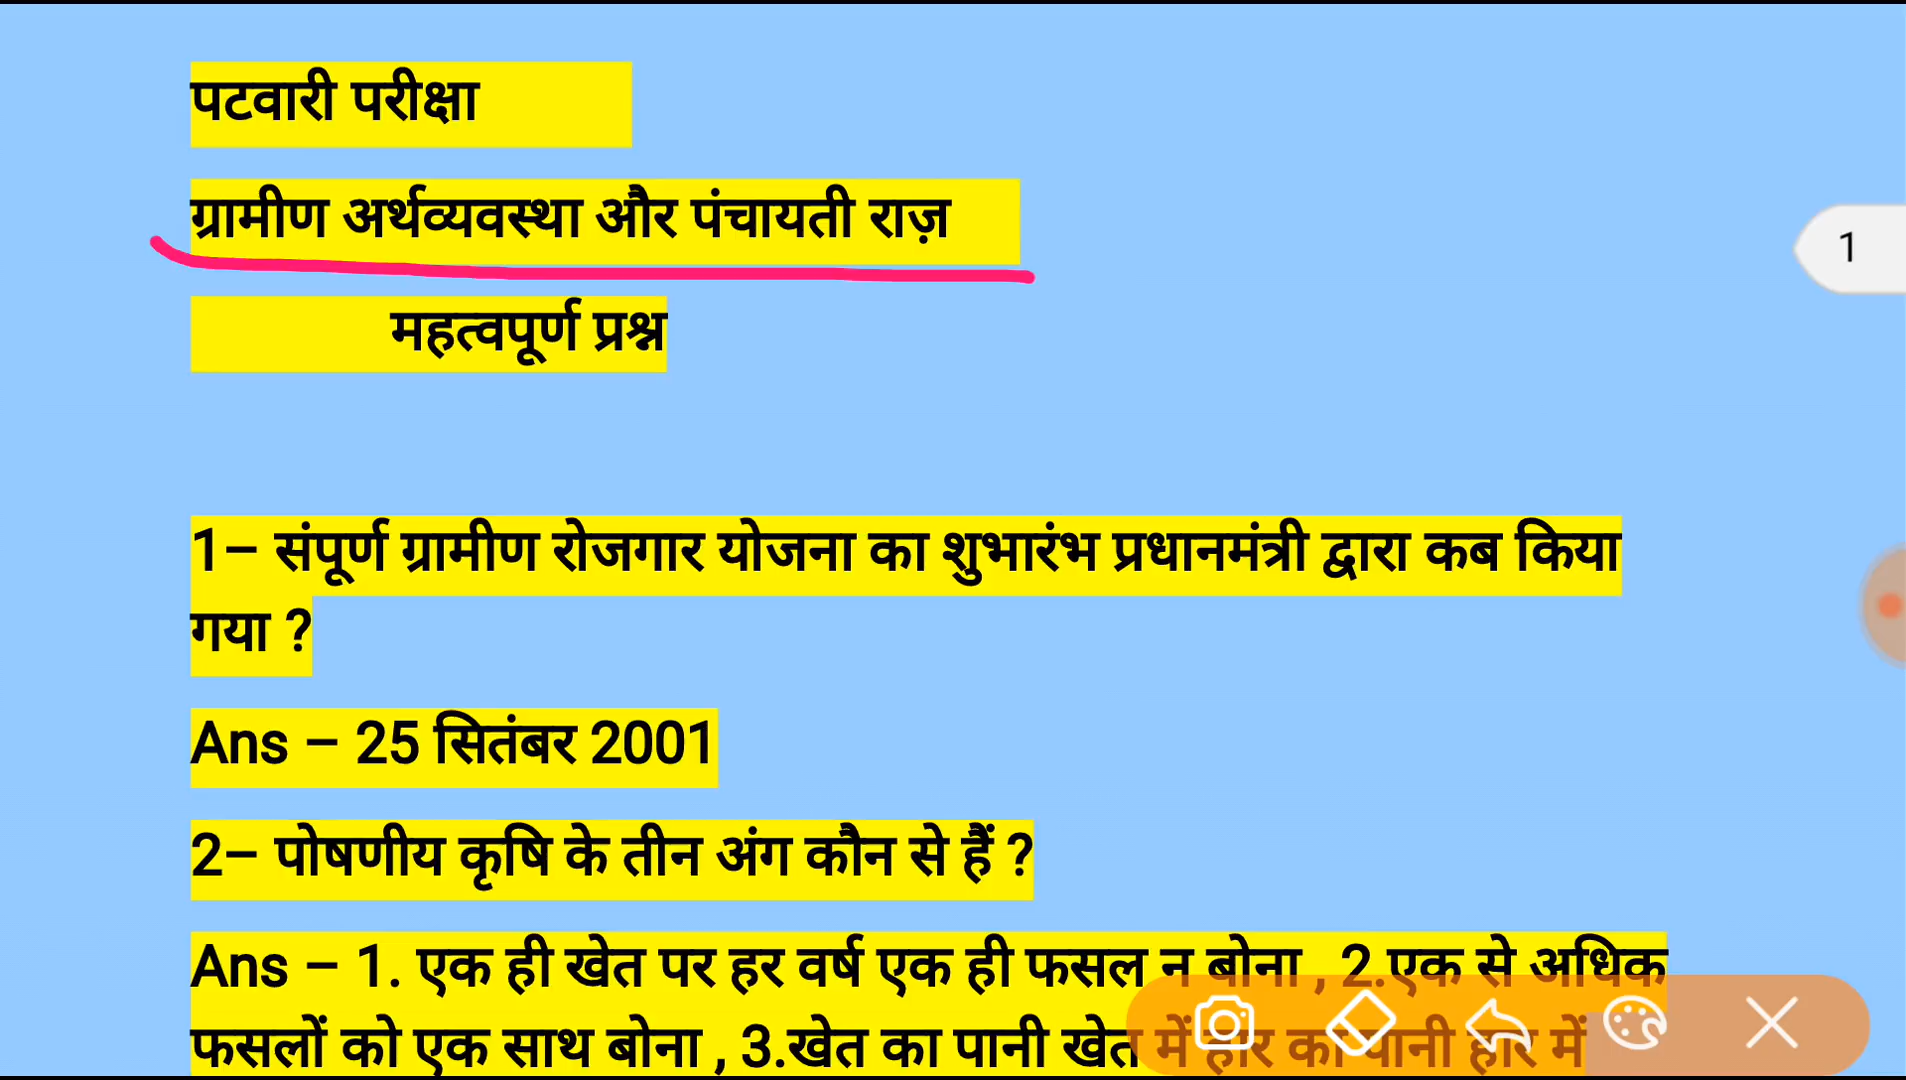 पटवारी परीक्षा
ग्रामीण अर्थव्यवस्था और पंचायती राज़
महत्वपूर्ण प्रश्न
1
1– संपूर्ण ग्रामीण रोजगार योजना का शुभारंभ प्रधानमंत्री द्वारा कब किया
गया ?
Ans – 25 सितंबर 2001
2– पोषणीय कृषि के तीन अंग कौन से हैं ?
Ans – 1. एक ही खेत पर हर वर्ष एक ही फसल न बोना , 2.एक से अधिक
फसलों को एक साथ बोना , 3.खेत का पानी खेत में हार का पानी हार में